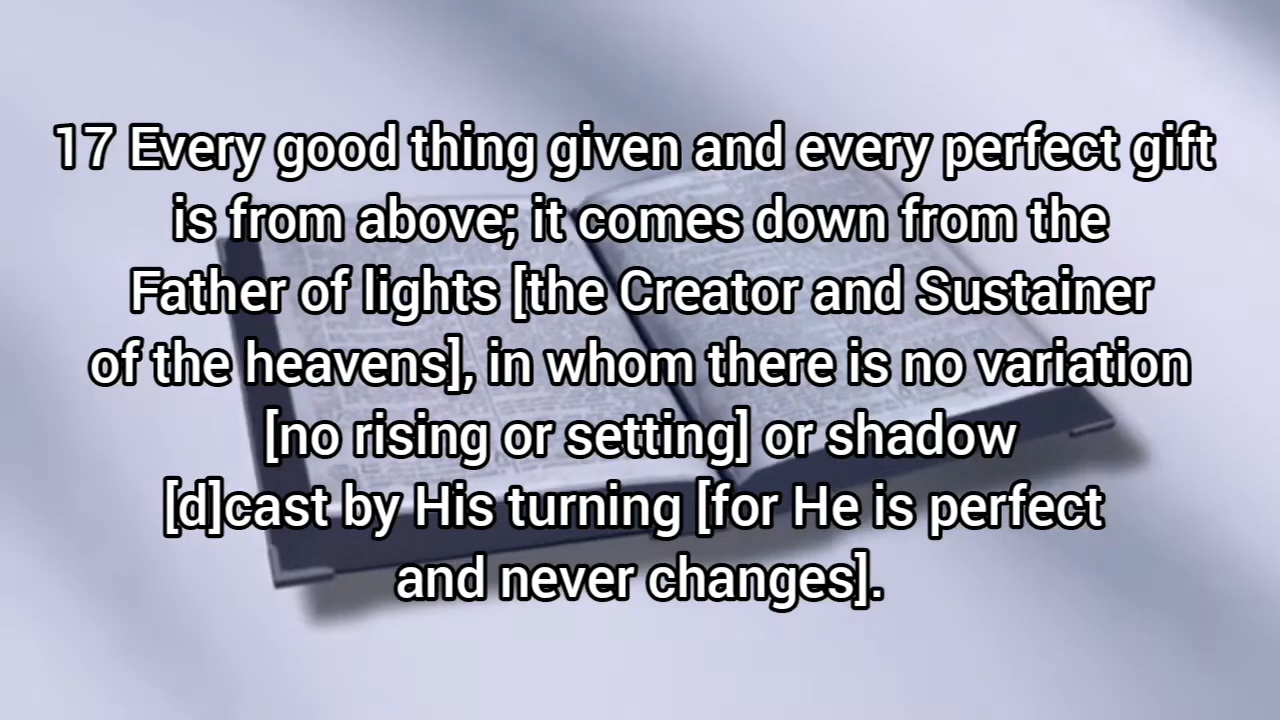 17 Every good thing given and every perfect gift
is from above; it comes down from the
Father of lights [the Creator and Sustainer
of the heavens], in whom there is no variation
[no rising or setting] or shadow
[d]cast by His turning [for He is perfect
and never changes].